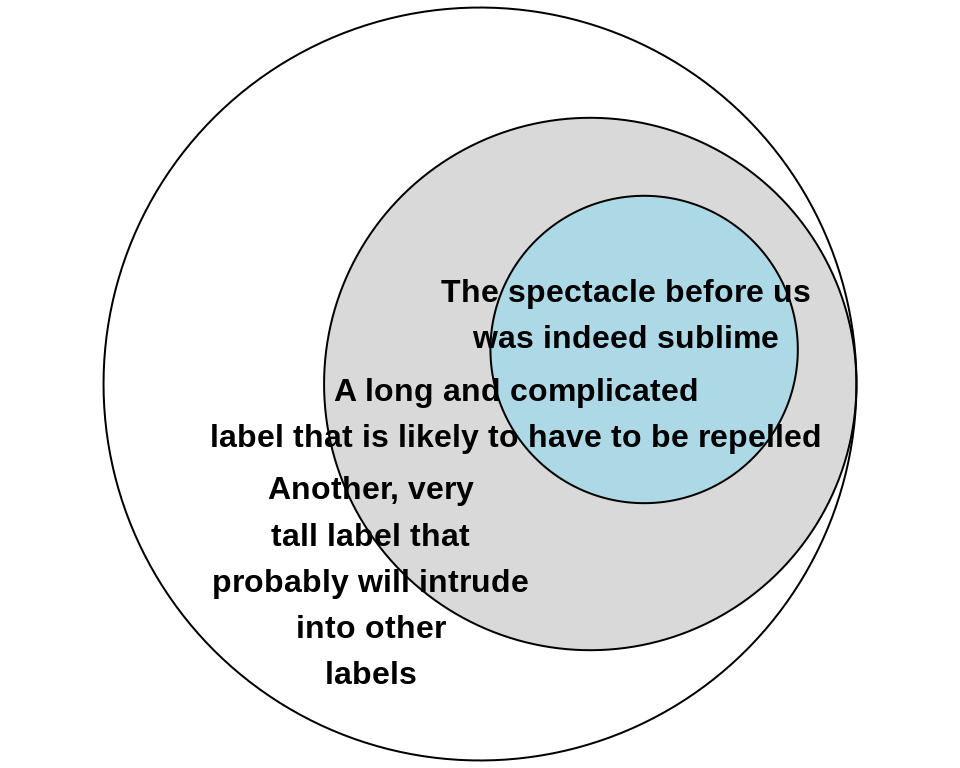 The spectacle before us
was indeed sublime
A long and complicated
label that is likely to have to be repelled
Another, very
tall label that
probably will intrude
into other
labels